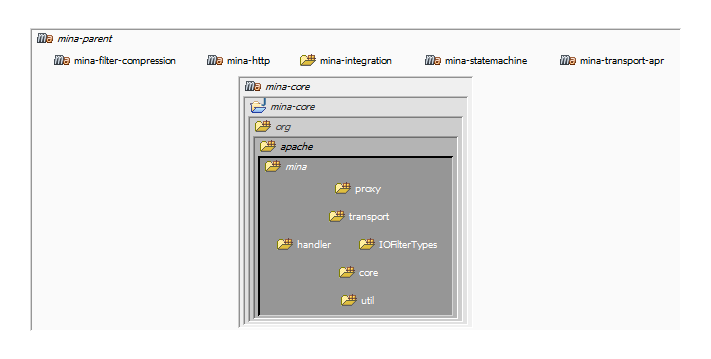 mina-parent
mina-filter-compression mina-http mina-integration mina-statemachine mina-transport-apr
mina-core
mina-core
org
apache
mina
proxy
transport
handler IOFilterTypes
core
util